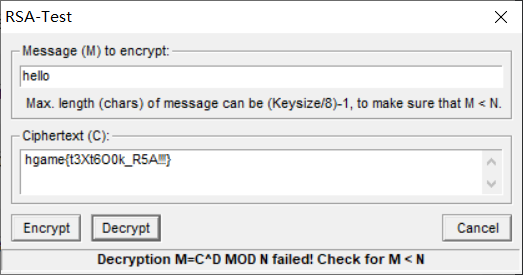 RSA-Test
Message (M) to encrypt:
hello
Max. length (chars) of message can be (Keysize/8)-1, to make sure that M < N.
Ciphertext (C):
hgame{t3Xt6O0k_R5A!!!}
Encrypt
Decrypt
Cancel
Decryption M=C^D MOD N failed! Check for M < N